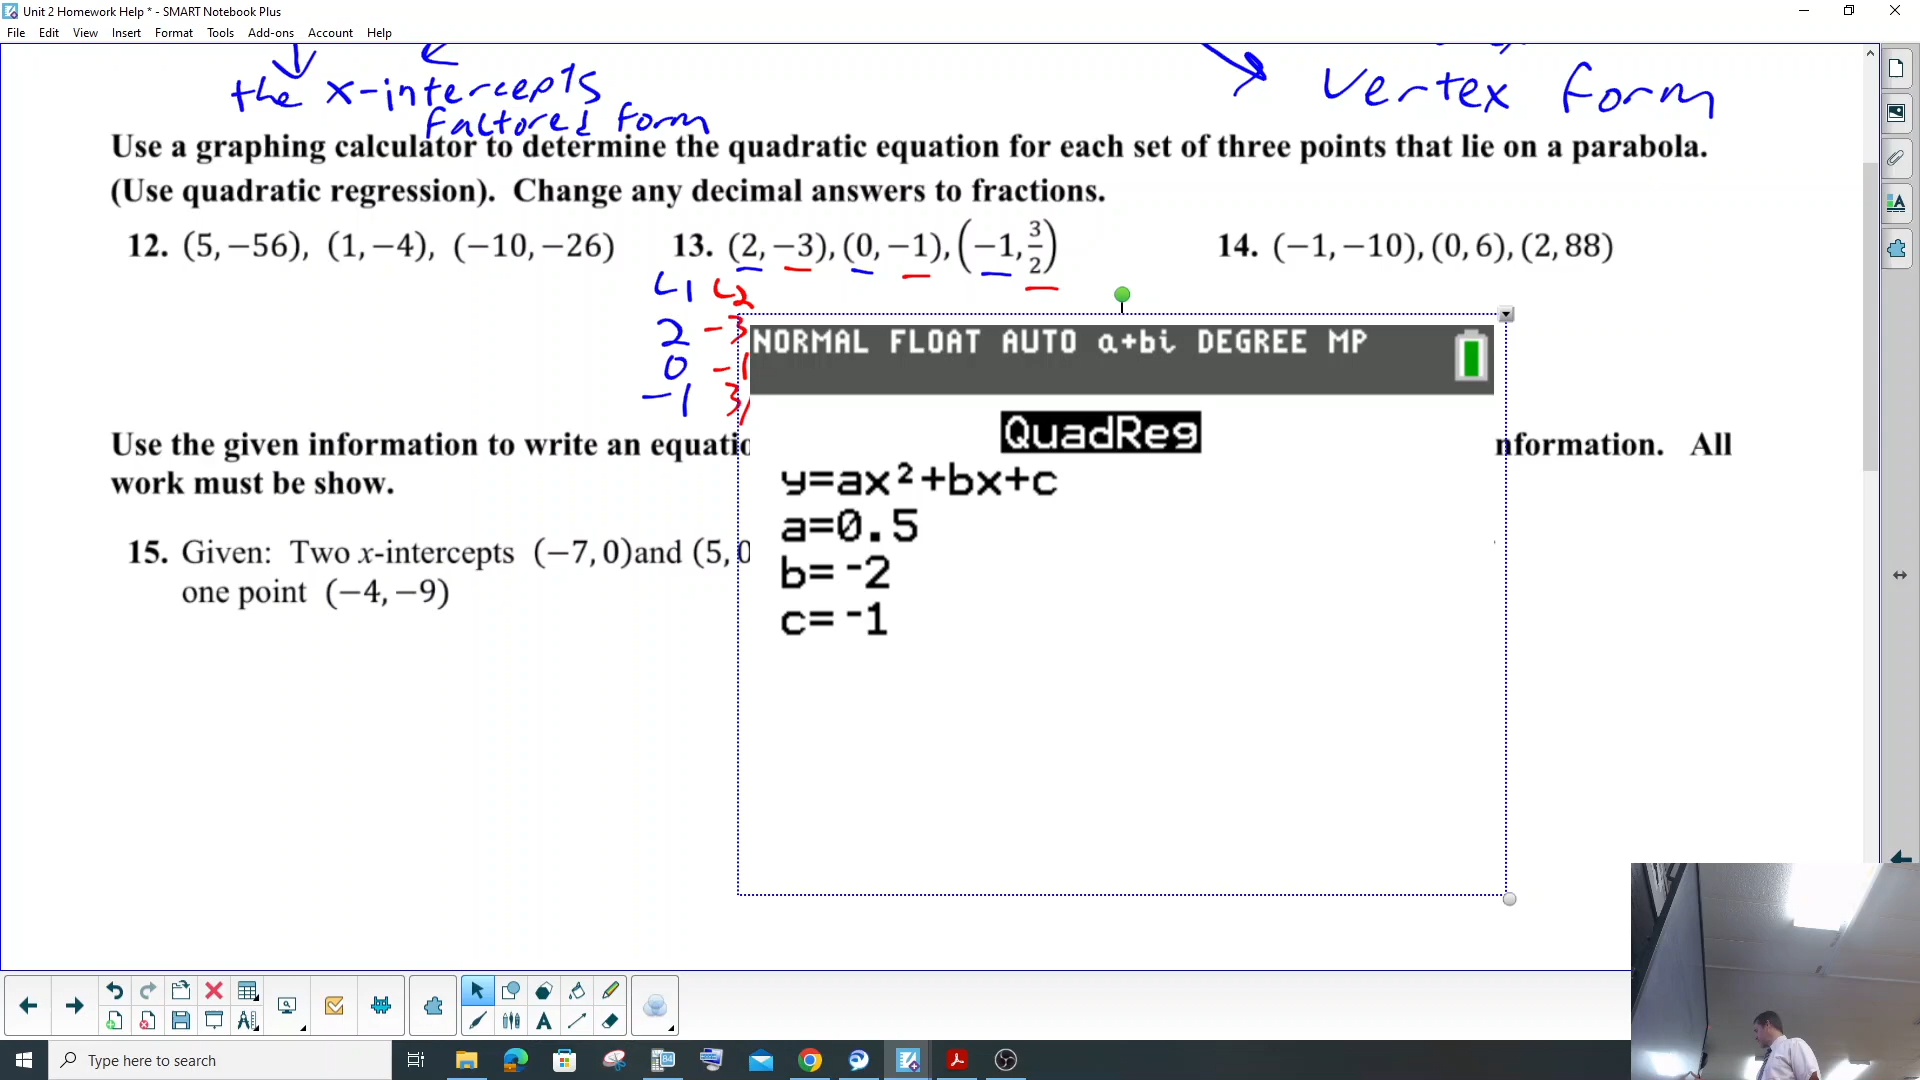 Unit 2 Homework Help * - SMART Notebook Plus
File Edit View Insert Format Tools Add-ons Account Help
the x-intercepts
Factored form
Vertex Form
Use a graphing calculator to determine the quadratic equation for each set of three points that lie on a parabola.
(Use quadratic regression). Change any decimal answers to fractions.
12. (5, −56), (1, −4), (−10, −26) 13. (2, −3), (0, −1), (−1, 3/2) 14. (−1, −10), (0, 6), (2, 88)
L1 L2
2 -3
0 -1
-1 3/
NORMAL FLOAT AUTO a+bi DEGREE MP
QuadReg
y=ax²+bx+c
a=0.5
b=-2
c=-1
Use the given information to write an equatio nformation. All
work must be show.
15. Given: Two x-intercepts (−7, 0)and (5, 0
one point (−4, −9)
Type here to search
84